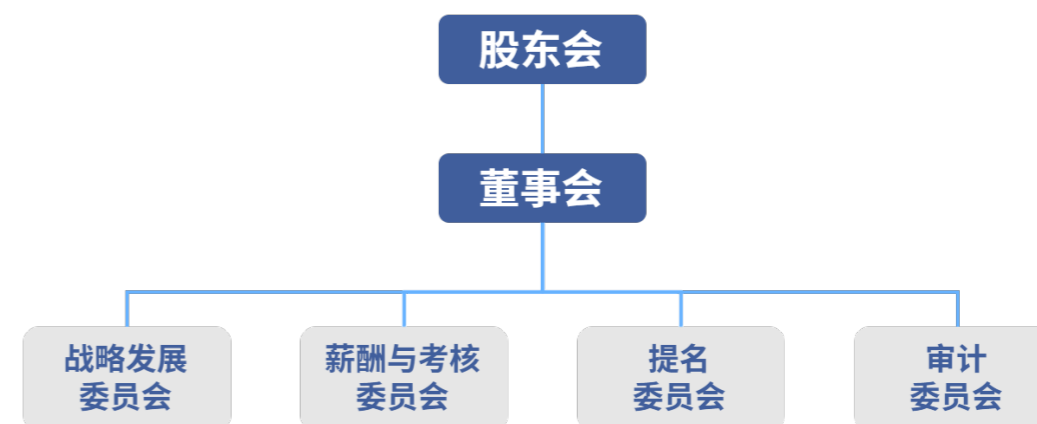 股东会
董事会
战略发展
委员会
薪酬与考核
委员会
提名
委员会
审计
委员会